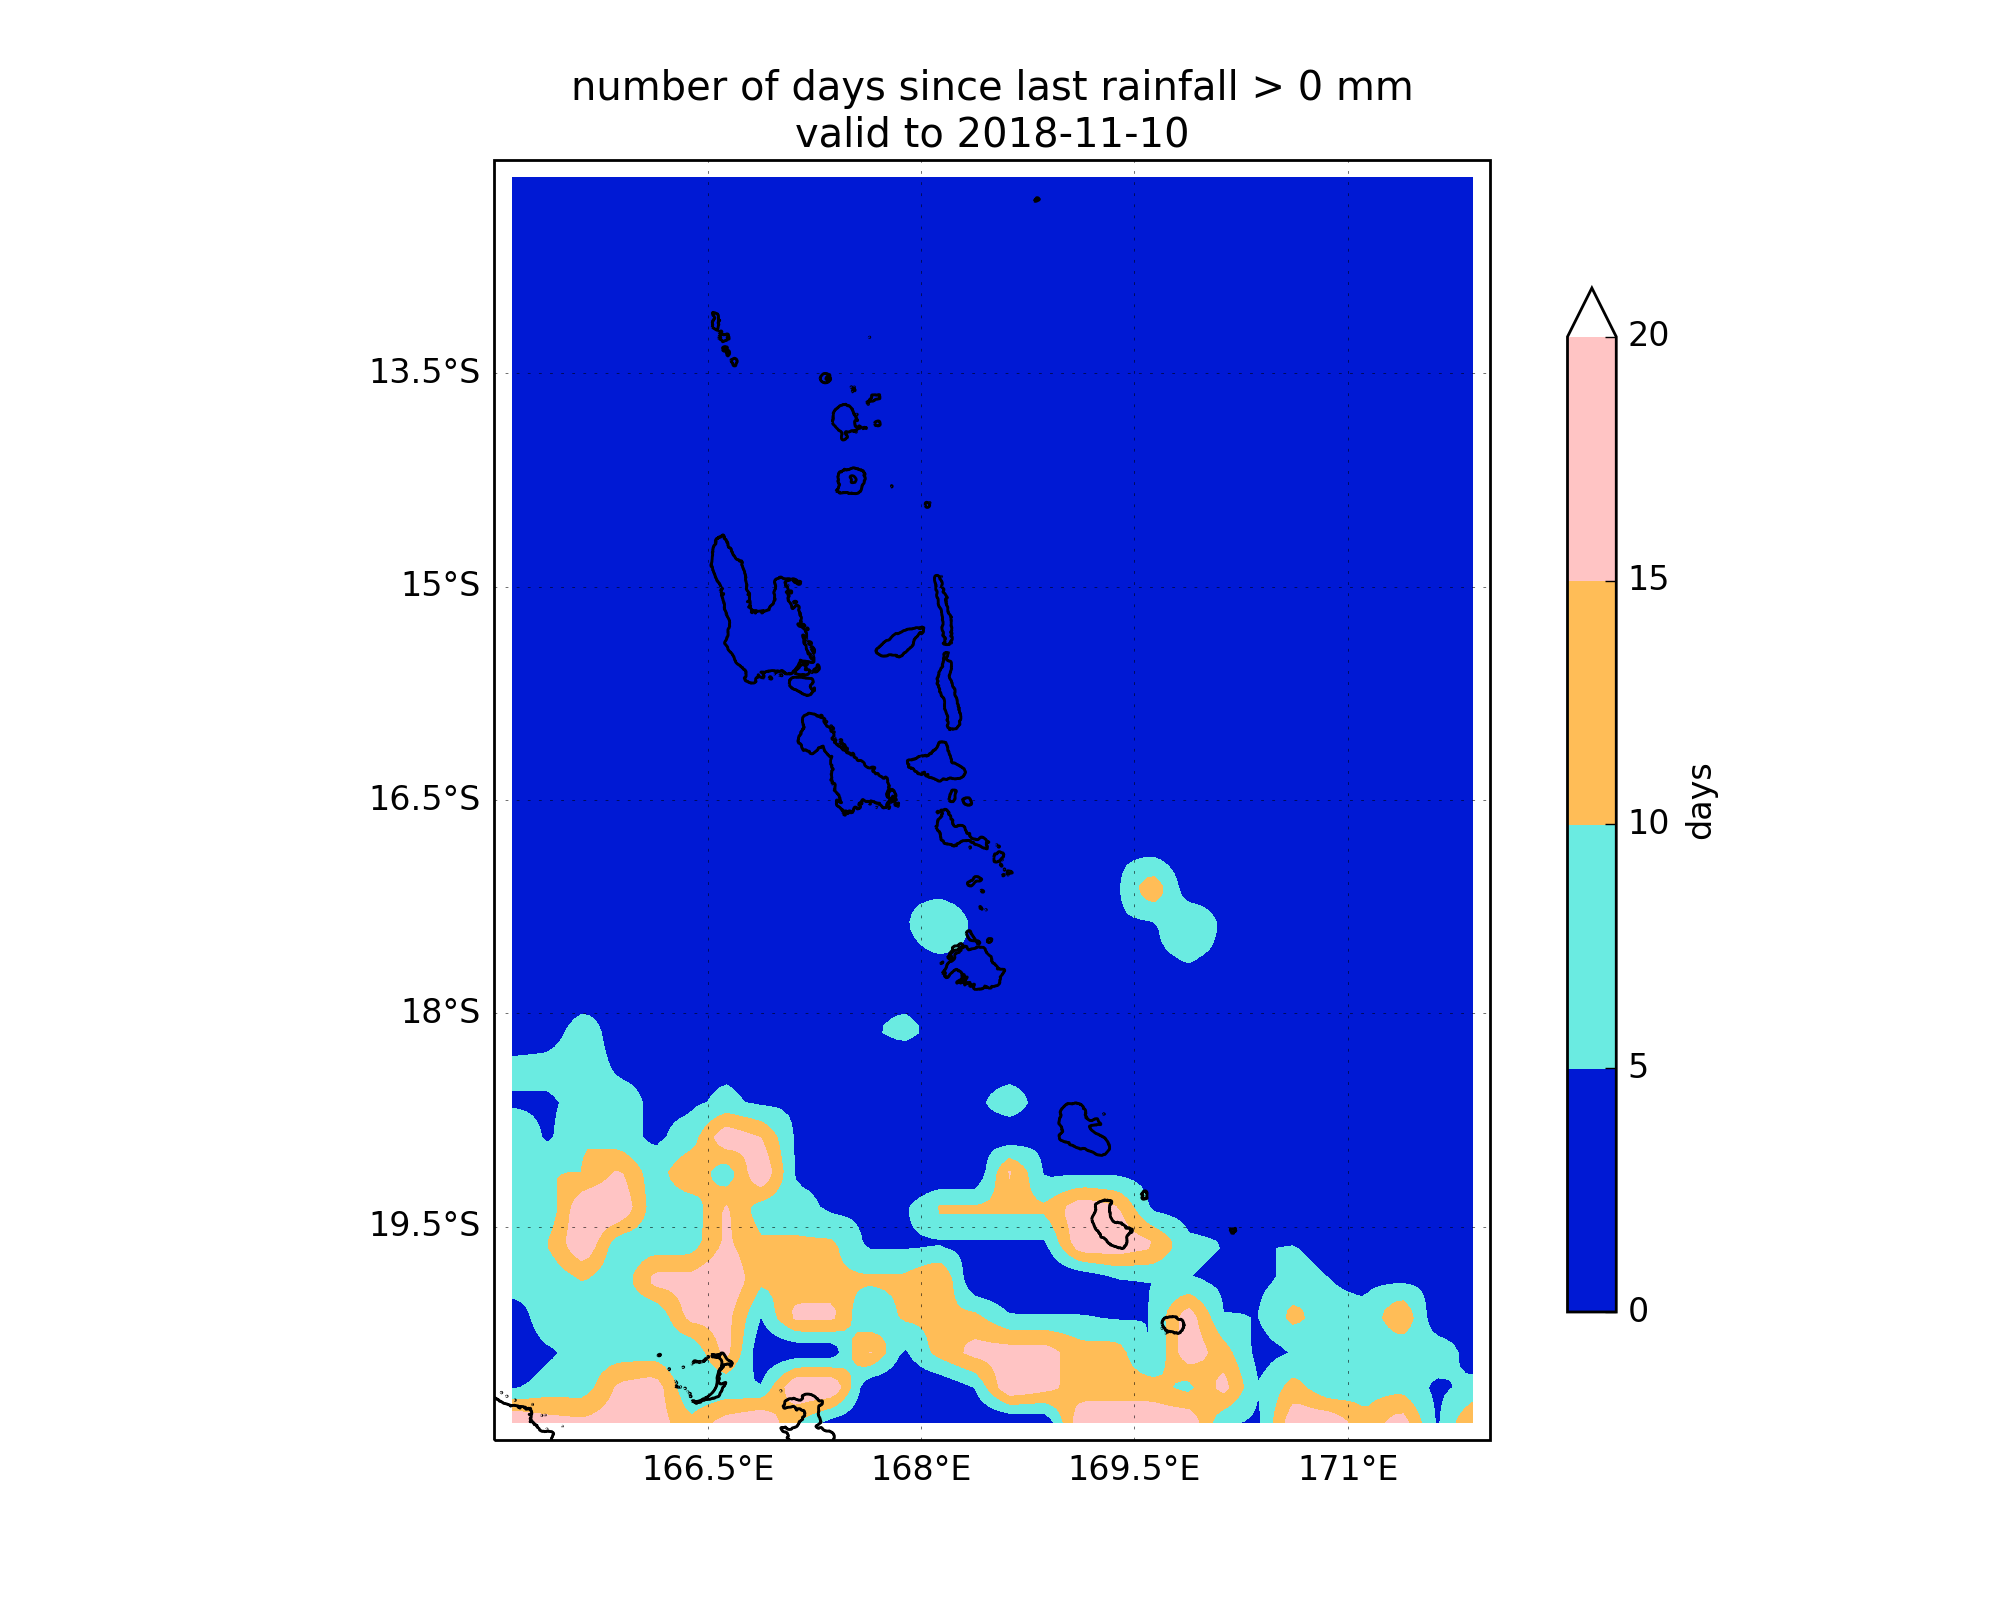 number of days since last rainfall > 0 mm
valid to 2018-11-10
13.5°S
15°S
16.5°S
18°S
19.5°S
166.5°E
168°E
169.5°E
171°E
20
15
10
5
0
days